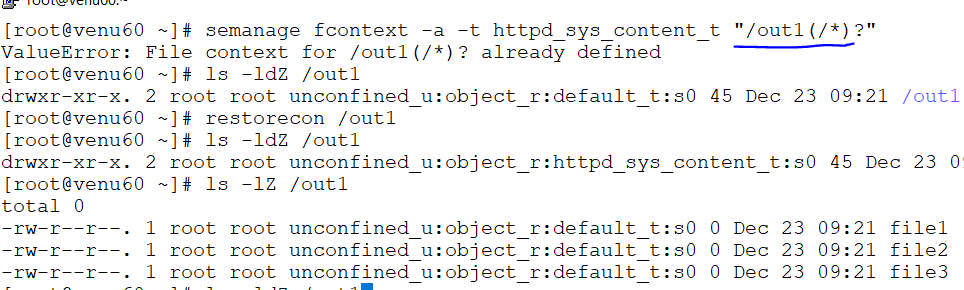 [root@venu60 ~]# semanage fcontext -a -t httpd_sys_content_t "/out1(/*)?"
ValueError: File context for /out1(/*)? already defined
[root@venu60 ~]# ls -ldZ /out1
drwxr-xr-x. 2 root root unconfined_u:object_r:default_t:s0 45 Dec 23 09:21 /out1
[root@venu60 ~]# restorecon /out1
[root@venu60 ~]# ls -ldZ /out1
drwxr-xr-x. 2 root root unconfined_u:object_r:httpd_sys_content_t:s0 45 Dec 23 0
[root@venu60 ~]# ls -lZ /out1
total 0
-rw-r--r--. 1 root root unconfined_u:object_r:default_t:s0 0 Dec 23 09:21 file1
-rw-r--r--. 1 root root unconfined_u:object_r:default_t:s0 0 Dec 23 09:21 file2
-rw-r--r--. 1 root root unconfined_u:object_r:default_t:s0 0 Dec 23 09:21 file3